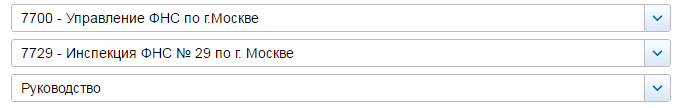 7700 - Управление ФНС по г.Москве
7729 - Инспекция ФНС № 29 по г. Москве
Руководство